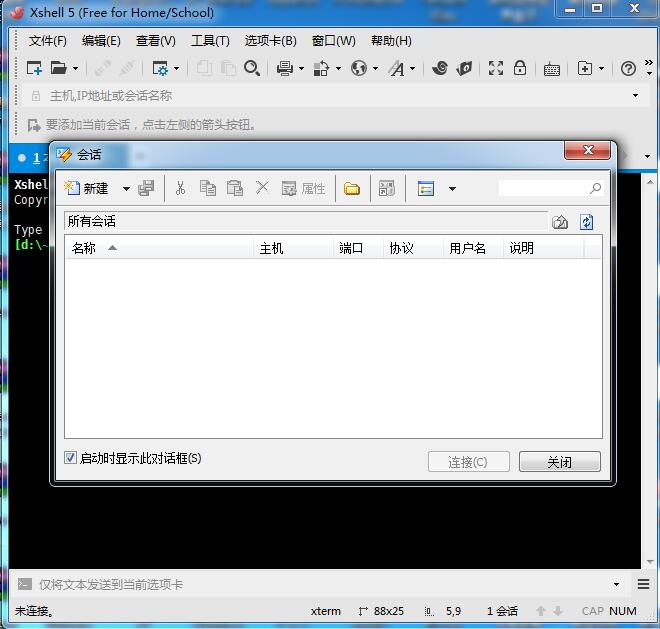 Xshell 5 (Free for Home/School)
文件(F) 编辑(E) 查看(V) 工具(T) 选项卡(B) 窗口(W) 帮助(H)
主机,IP地址或会话名称
要添加当前会话，点击左侧的箭头按钮。
1
会话
新建 属性
Xshel
Copyr
所有会话
Type
[d:\~
名称 主机 端口 协议 用户名 说明
启动时显示此对话框(S) 连接(C) 关闭
仅将文本发送到当前选项卡
未连接。 xterm 88x25 5,9 1 会话 CAP NUM